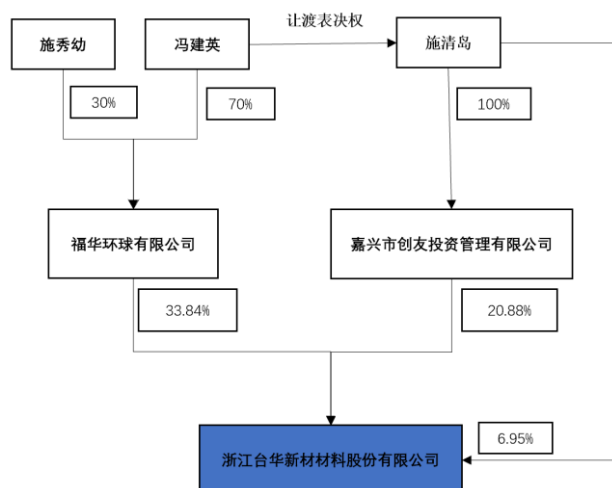 让渡表决权
施秀幼
冯建英
施清岛
30%
70%
100%
福华环球有限公司
嘉兴市创友投资管理有限公司
33.84%
20.88%
6.95%
浙江台华新材材料股份有限公司